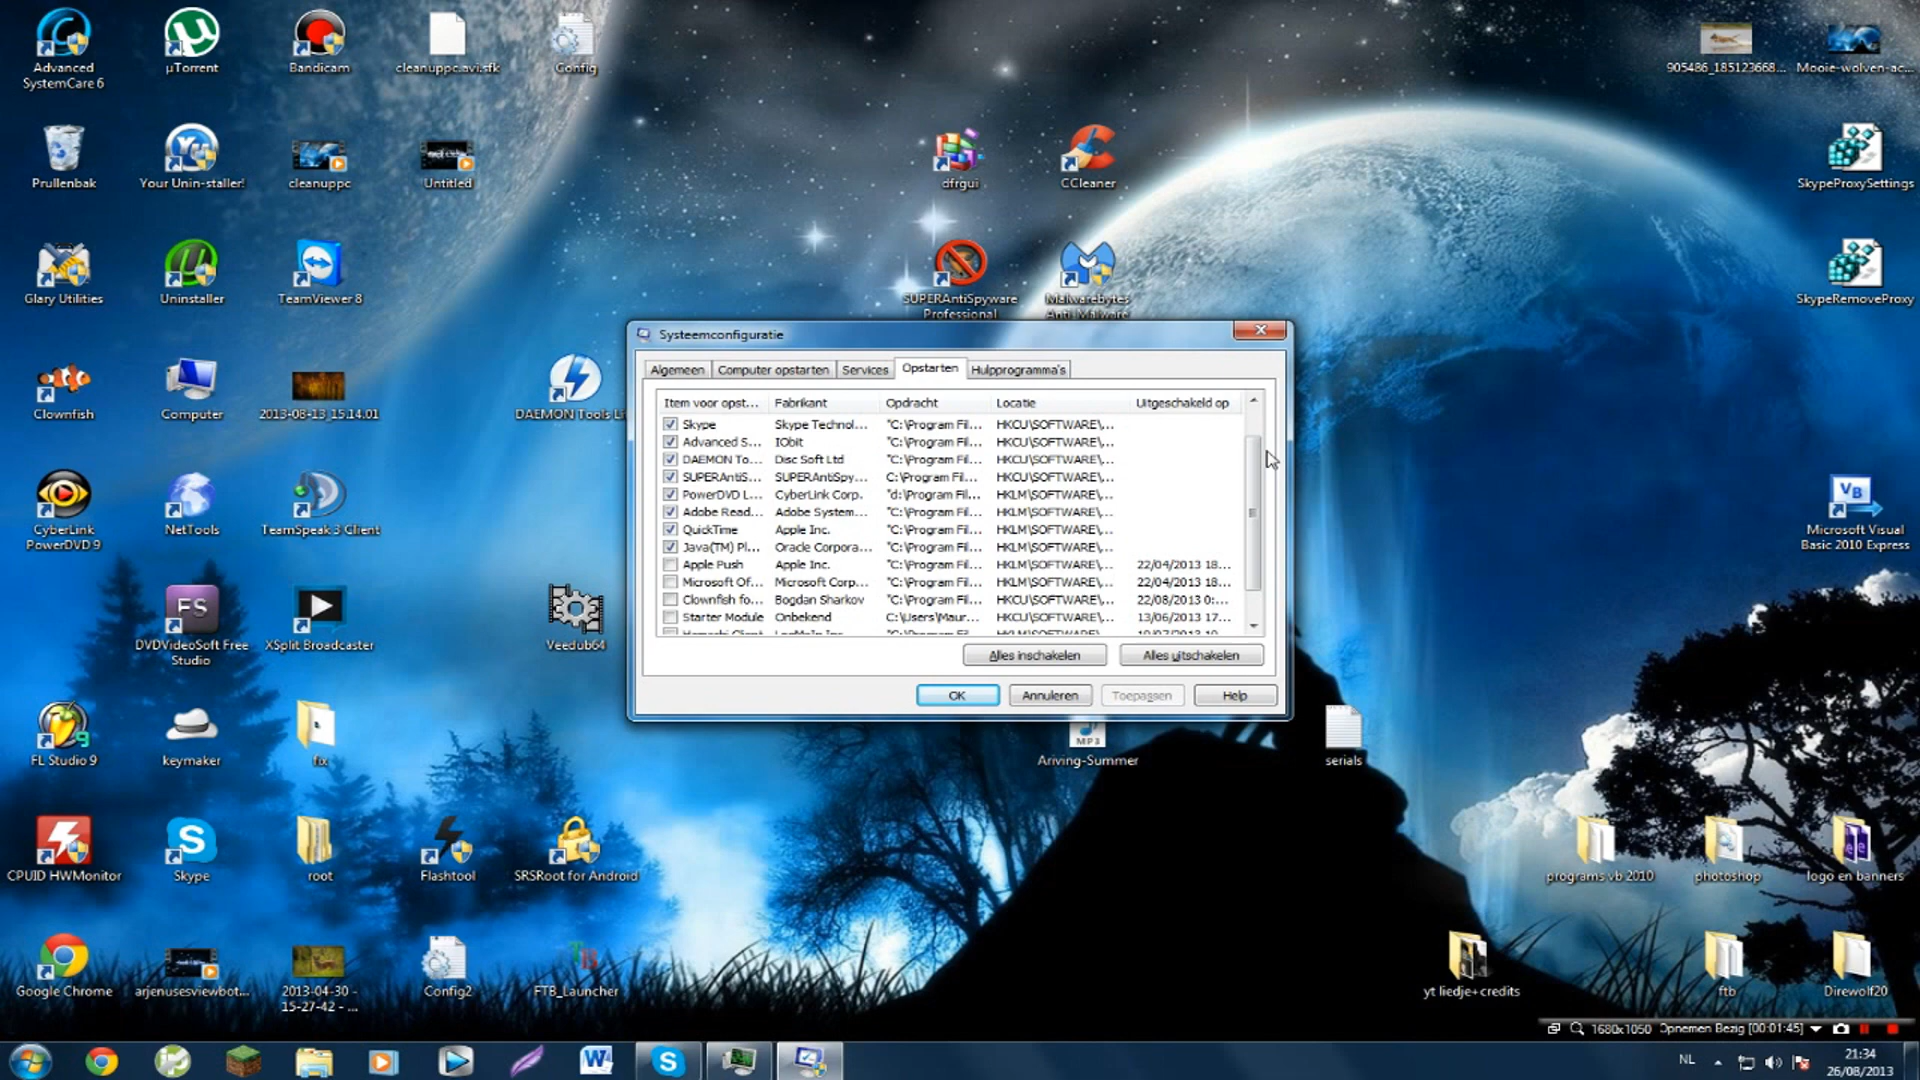 Advanced SystemCare 6
µTorrent
Bandicam
cleanuppc.avi.sfk
Config
905486_185123668...
Mooie-wolven-ac...
Prullenbak
Your Unin-staller!
cleanuppc
Untitled
dfrgui
CCleaner
SkypeProxySettings
Glary Utilities
Uninstaller
TeamViewer 8
SUPERAntiSpyware Professional
Malwarebytes Anti-Malware
SkypeRemoveProxy
Clownfish
Computer
2013-08-13_15.14.01
DAEMON Tools Li
CyberLink PowerDVD 9
NetTools
TeamSpeak 3 Client
Microsoft Visual Basic 2010 Express
DVDVideoSoft Free Studio
XSplit Broadcaster
Veedub64
FL Studio 9
keymaker
fix
MP3
Ariving-Summer
serials
CPUID HWMonitor
Skype
root
Flashtool
SRSRoot for Android
programs vb 2010
photoshop
logo en banners
Google Chrome
arjenusesviewbot...
2013-04-30 - 15-27-42 - ...
Config2
FTB_Launcher
yt liedje+credits
ftb
Direwolf20
Systeemconfiguratie
Algemeen Computer opstarten Services Opstarten Hulpprogramma's
Item voor opst... Fabrikant Opdracht Locatie Uitgeschakeld op
Skype Skype Technol... "C:\Program Fil... HKCU\SOFTWARE\...
Advanced S... IObit "C:\Program Fil... HKCU\SOFTWARE\...
DAEMON To... Disc Soft Ltd "C:\Program Fil... HKCU\SOFTWARE\...
SUPERAntiS... SUPERAntiSpy... C:\Program Fil... HKCU\SOFTWARE\...
PowerDVD L... CyberLink Corp. "d:\Program Fil... HKLM\SOFTWARE\...
Adobe Read... Adobe System... "C:\Program Fil... HKLM\SOFTWARE\...
QuickTime Apple Inc. "C:\Program Fil... HKLM\SOFTWARE\...
Java(TM) Pl... Oracle Corpora... "C:\Program Fil... HKLM\SOFTWARE\...
Apple Push Apple Inc. "C:\Program Fil... HKLM\SOFTWARE\... 22/04/2013 18...
Microsoft Of... Microsoft Corp... "C:\Program Fil... HKLM\SOFTWARE\... 22/04/2013 18...
Clownfish fo... Bogdan Sharkov "C:\Program Fil... HKCU\SOFTWARE\... 22/08/2013 0:...
Starter Module Onbekend C:\Users\Maur... HKCU\SOFTWARE\... 13/06/2013 17...
Alles inschakelen Alles uitschakelen
OK Annuleren Toepassen Help
1680x1050 Opnemen Bezig [00:01:45]
NL
21:34
26/08/2013